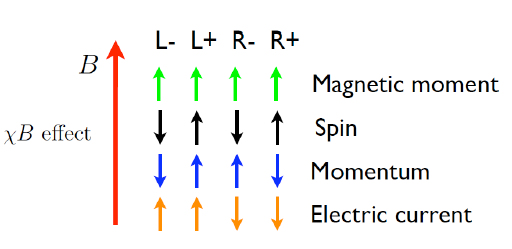 L- L+ R- R+
B
Magnetic moment
χB effect
Spin
Momentum
Electric current